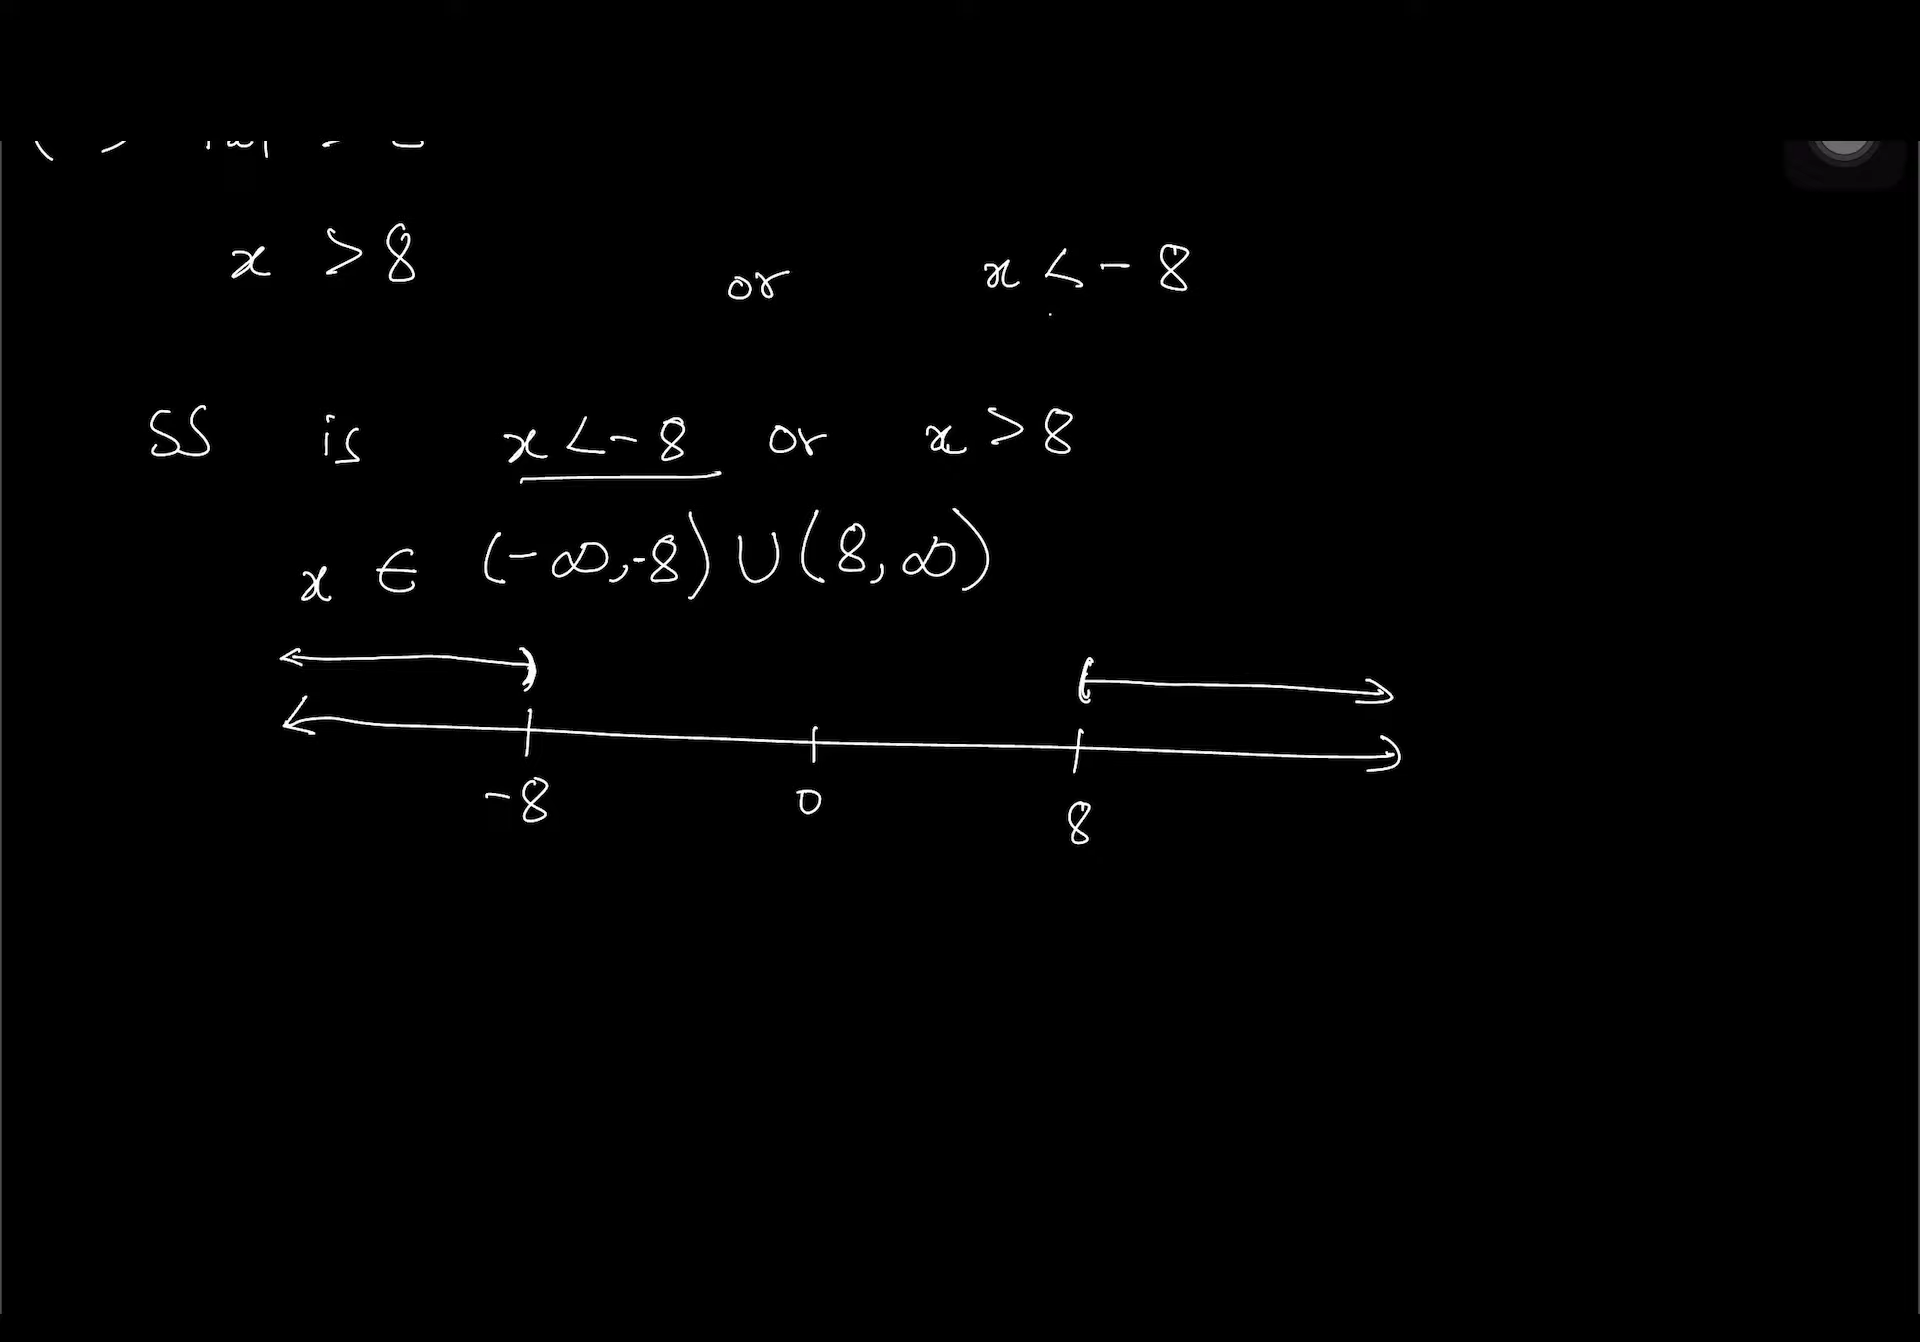 x > 8 or x < - 8
SS is x < - 8 or x > 8
x ∈ (-∞,-8) ∪ (8, ∞)
-8 0 8